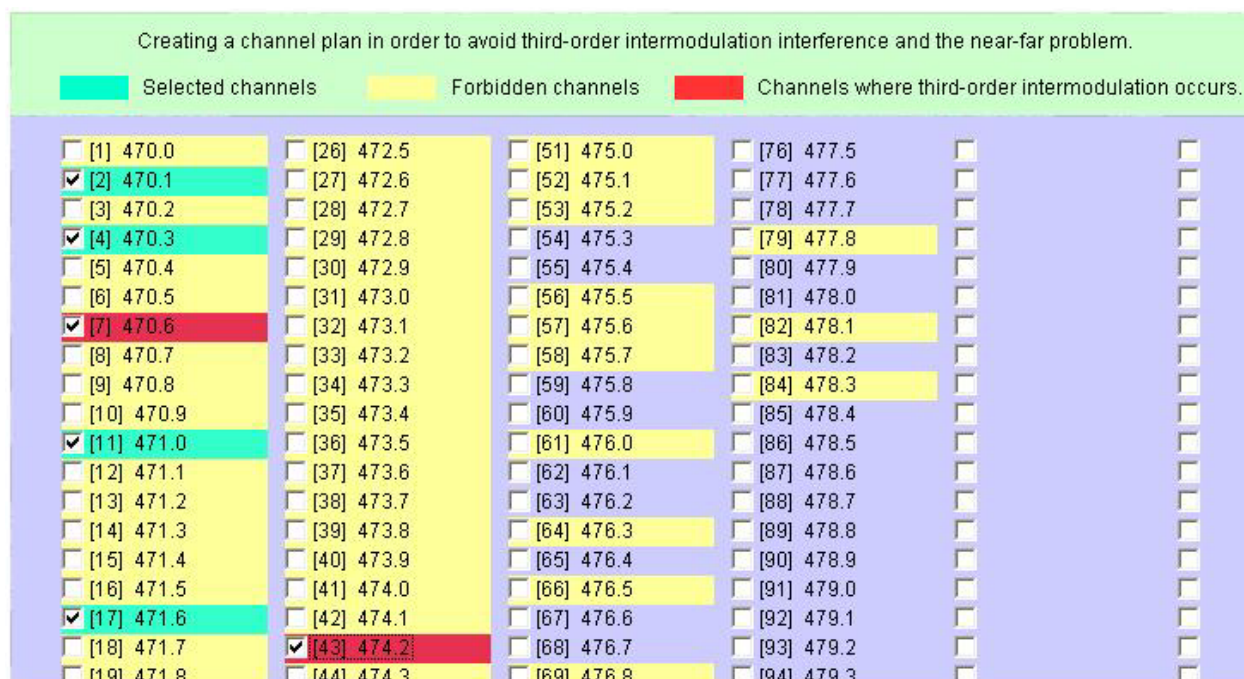 Creating a channel plan in order to avoid third-order intermodulation interference and the near-far problem.
Selected channels Forbidden channels Channels where third-order intermodulation occurs.
[1] 470.0 [26] 472.5 [51] 475.0 [76] 477.5
[2] 470.1 [27] 472.6 [52] 475.1 [77] 477.6
[3] 470.2 [28] 472.7 [53] 475.2 [78] 477.7
[4] 470.3 [29] 472.8 [54] 475.3 [79] 477.8
[5] 470.4 [30] 472.9 [55] 475.4 [80] 477.9
[6] 470.5 [31] 473.0 [56] 475.5 [81] 478.0
[7] 470.6 [32] 473.1 [57] 475.6 [82] 478.1
[8] 470.7 [33] 473.2 [58] 475.7 [83] 478.2
[9] 470.8 [34] 473.3 [59] 475.8 [84] 478.3
[10] 470.9 [35] 473.4 [60] 475.9 [85] 478.4
[11] 471.0 [36] 473.5 [61] 476.0 [86] 478.5
[12] 471.1 [37] 473.6 [62] 476.1 [87] 478.6
[13] 471.2 [38] 473.7 [63] 476.2 [88] 478.7
[14] 471.3 [39] 473.8 [64] 476.3 [89] 478.8
[15] 471.4 [40] 473.9 [65] 476.4 [90] 478.9
[16] 471.5 [41] 474.0 [66] 476.5 [91] 479.0
[17] 471.6 [42] 474.1 [67] 476.6 [92] 479.1
[18] 471.7 [43] 474.2 [68] 476.7 [93] 479.2
[19] 471.8 [44] 474.3 [69] 476.8 [94] 479.3